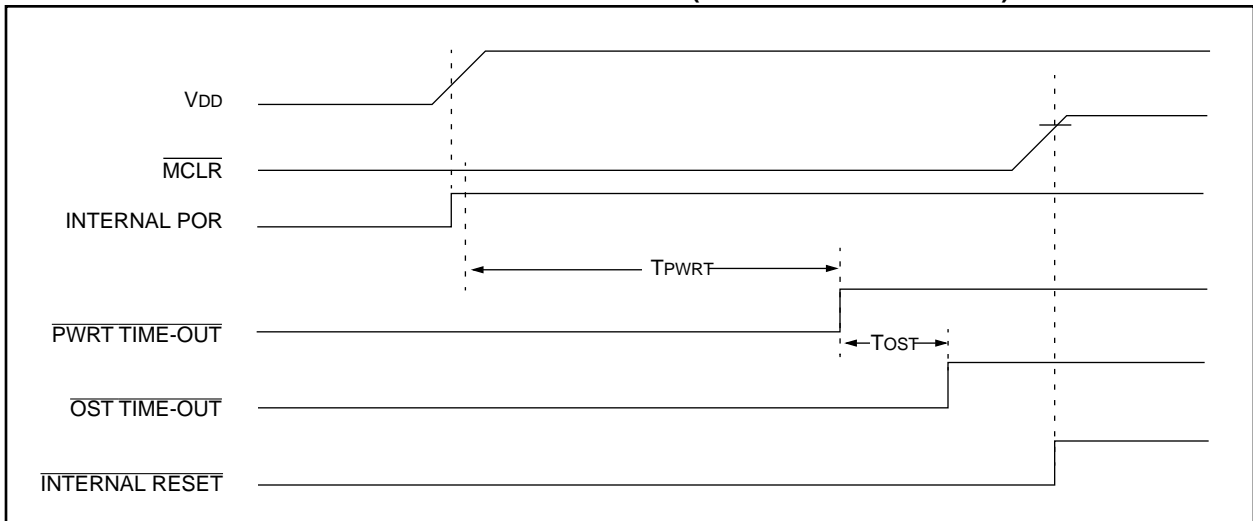 VDD
MCLR
INTERNAL POR
TPWRT
PWRT TIME-OUT
TOST
OST TIME-OUT
INTERNAL RESET